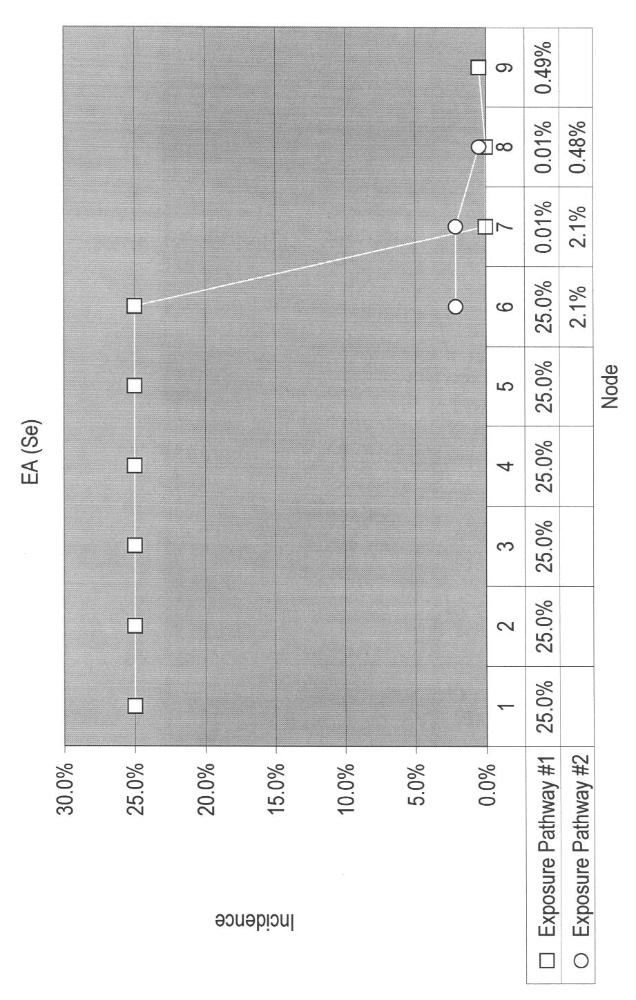 EA (Se)
30.0%
25.0%
20.0%
15.0%
10.0%
5.0%
0.0%
Incidence
1 2 3 4 5 6 7 8 9
Exposure Pathway #1 25.0% 25.0% 25.0% 25.0% 25.0% 25.0% 0.01% 0.01% 0.49%
Exposure Pathway #2 2.1% 2.1% 0.48%
Node